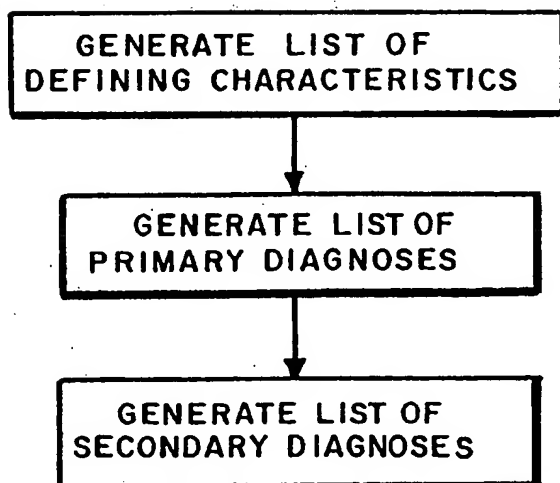 GENERATE LIST OF
DEFINING CHARACTERISTICS
GENERATE LIST OF
PRIMARY DIAGNOSES
GENERATE LIST OF
SECONDARY DIAGNOSES